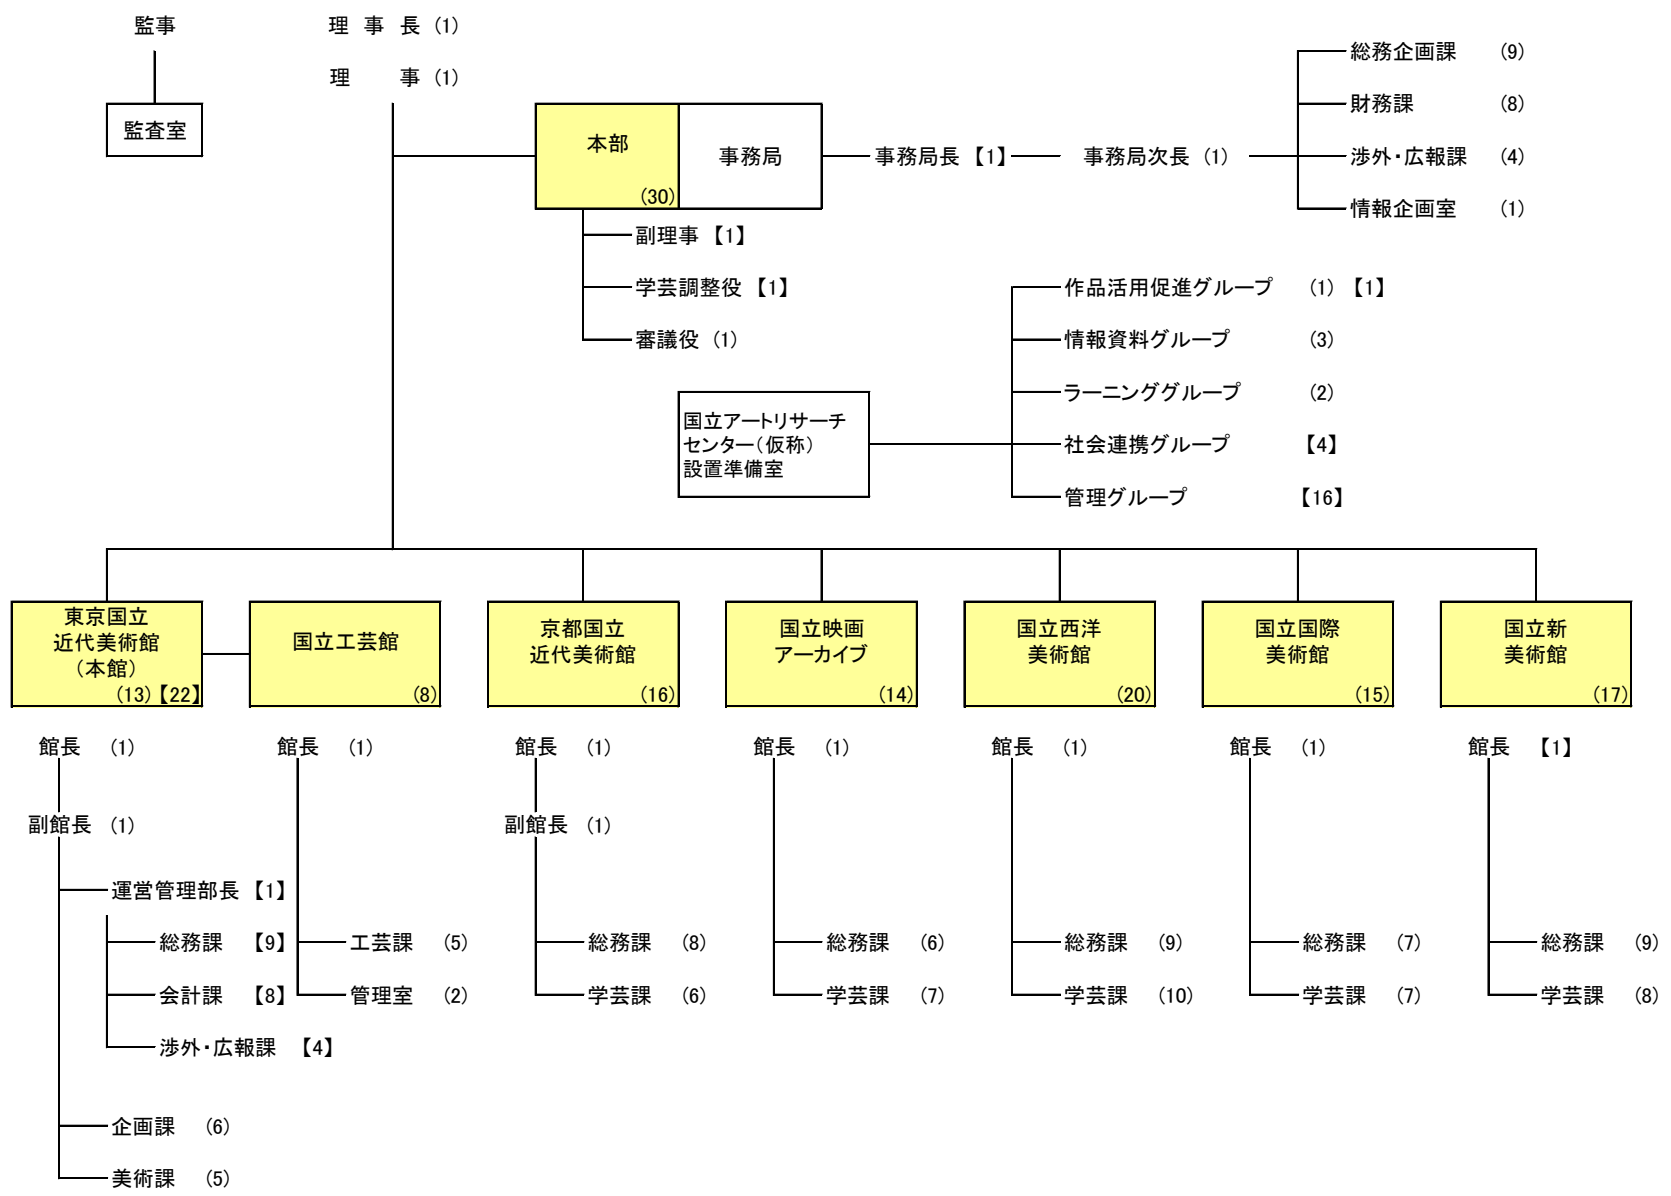 監事
監査室
理 事 長 (1)
理 事 (1)
本部
(30)
事務局
事務局長 【1】
事務局次長 (1)
総務企画課 (9)
財務課 (8)
渉外・広報課 (4)
情報企画室 (1)
副理事 【1】
学芸調整役 【1】
審議役 (1)
国立アートリサーチ
センター(仮称)
設置準備室
作品活用促進グループ (1) 【1】
情報資料グループ (3)
ラーニンググループ (2)
社会連携グループ 【4】
管理グループ 【16】
東京国立
近代美術館
(本館)
(13)【22】
館長 (1)
副館長 (1)
運営管理部長 【1】
総務課 【9】
会計課 【8】
渉外・広報課 【4】
企画課 (6)
美術課 (5)
国立工芸館
(8)
館長 (1)
工芸課 (5)
管理室 (2)
京都国立
近代美術館
(16)
館長 (1)
副館長 (1)
総務課 (8)
学芸課 (6)
国立映画
アーカイブ
(14)
館長 (1)
総務課 (6)
学芸課 (7)
国立西洋
美術館
(20)
館長 (1)
総務課 (9)
学芸課 (10)
国立国際
美術館
(15)
館長 (1)
総務課 (7)
学芸課 (7)
国立新
美術館
(17)
館長 【1】
総務課 (9)
学芸課 (8)